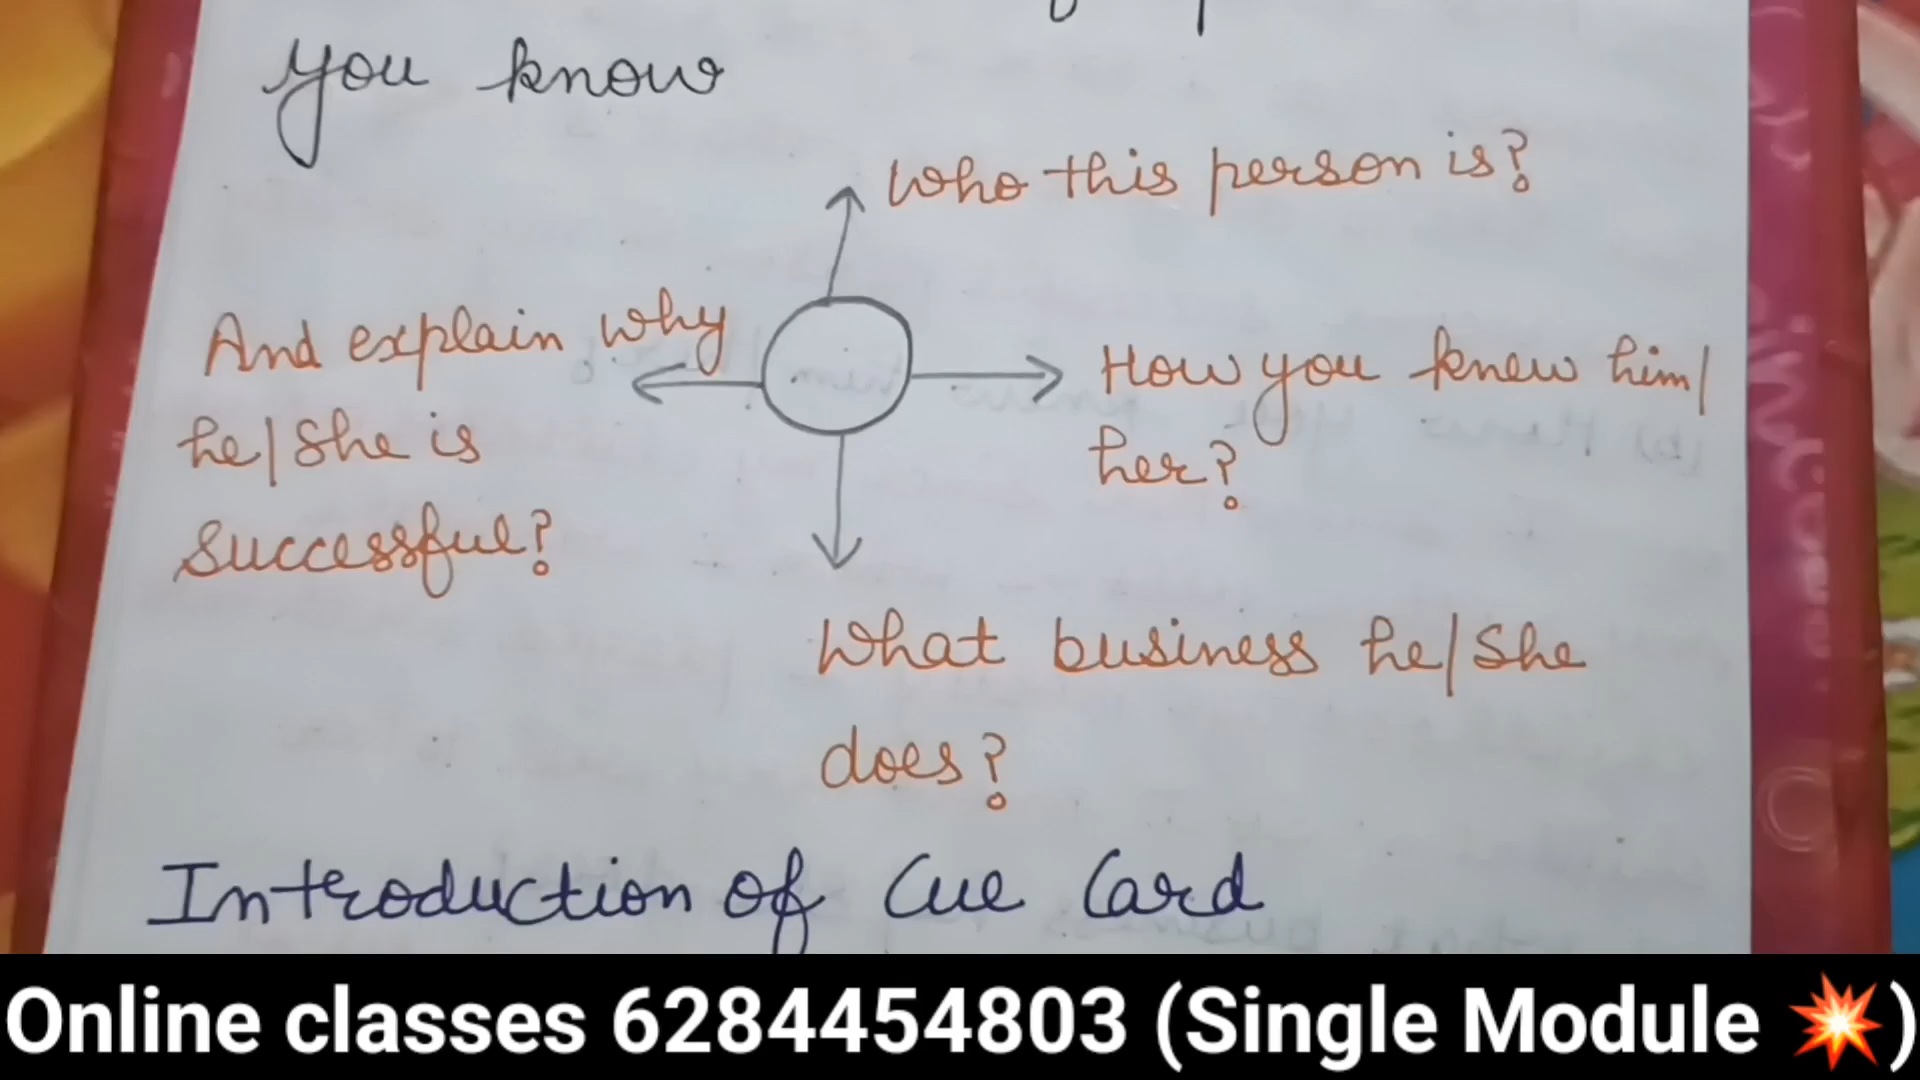 you know
Who this person is?
And explain why
he/She is
Successful?
How you knew him/
her?
What business he/She
does?
Introduction of Cue Card
Online classes 6284454803 (Single Module 💥)